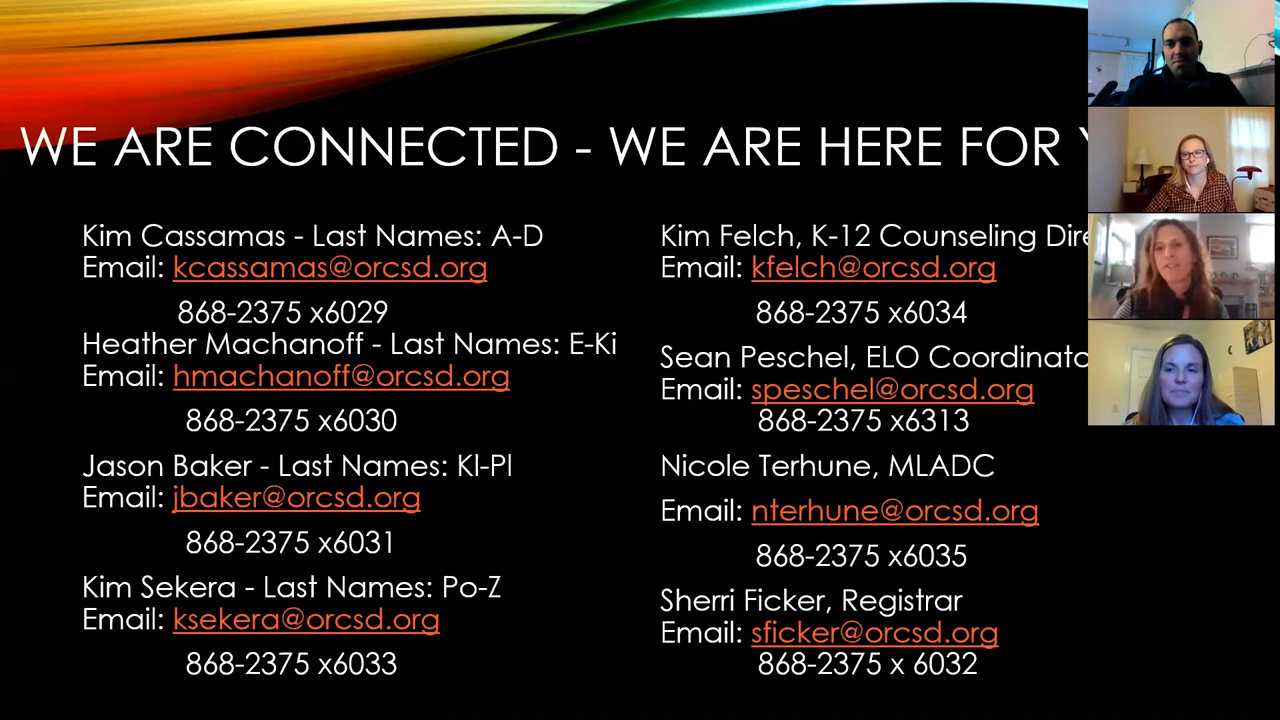 WE ARE CONNECTED - WE ARE HERE FOR
Kim Cassamas - Last Names: A-D
Email: kcassamas@orcsd.org
868-2375 x6029
Heather Machanoff - Last Names: E-Ki
Email: hmachanoff@orcsd.org
868-2375 x6030
Jason Baker - Last Names: Kl-Pl
Email: jbaker@orcsd.org
868-2375 x6031
Kim Sekera - Last Names: Po-Z
Email: ksekera@orcsd.org
868-2375 x6033
Kim Felch, K-12 Counseling
Email: kfelch@orcsd.org
868-2375 x6034
Sean Peschel, ELO
Email: speschel@orcsd.org
868-2375 x6313
Nicole Terhune, MLADC
Email: nterhune@orcsd.org
868-2375 x6035
Sherri Ficker, Registrar
Email: sficker@orcsd.org
868-2375 x 6032